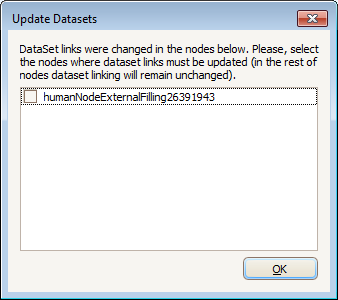 Update Datasets
DataSet links were changed in the nodes below. Please, select
the nodes where dataset links must be updated (in the rest of
nodes dataset linking will remain unchanged).
humanNodeExternalFilling26391943
OK